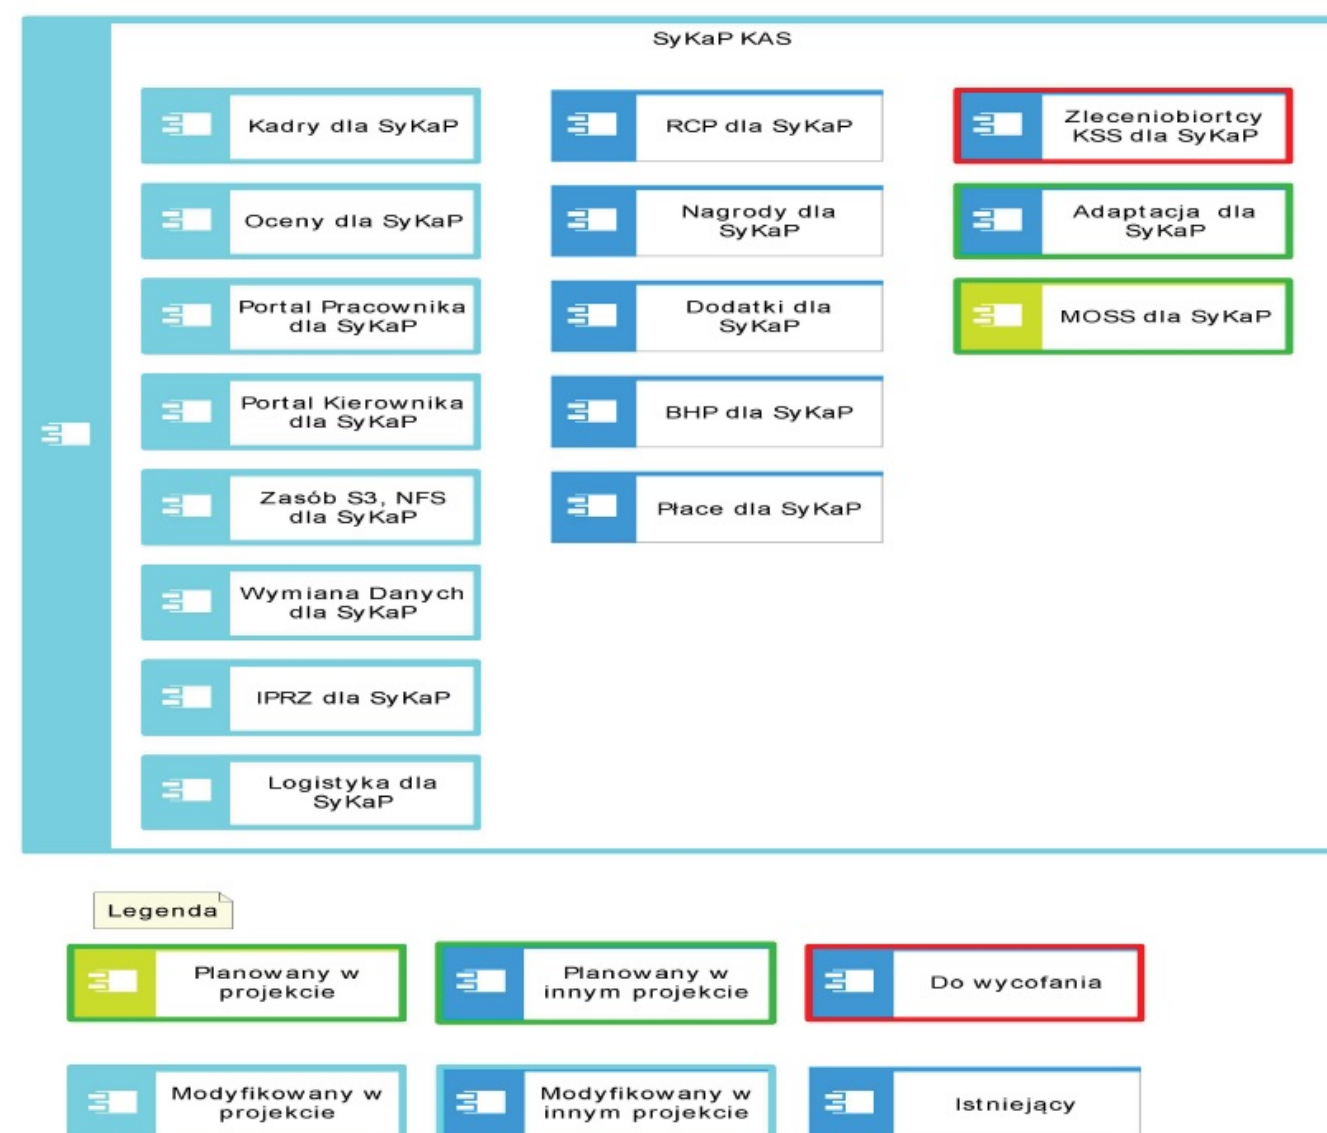 SyKaP KAS
Kadry dla SyKaP
Oceny dla SyKaP
Portal Pracownika
dla SyKaP
Portal Kierownika
dla SyKaP
Zasób S3, NFS
dla SyKaP
Wymiana Danych
dla SyKaP
IPRZ dla SyKaP
Logistyka dla
SyKaP
RCP dla SyKaP
Nagrody dla
SyKaP
Dodatki dla
SyKaP
BHP dla SyKaP
Płace dla SyKaP
Zleceniobiortcy
KSS dla SyKaP
Adaptacja dla
SyKaP
MOSS dla SyKaP
Legenda
Planowany w
projekcie
Planowany w
innym projekcie
Do wycofania
Modyfikowany w
projekcie
Modyfikowany w
innym projekcie
Istniejący